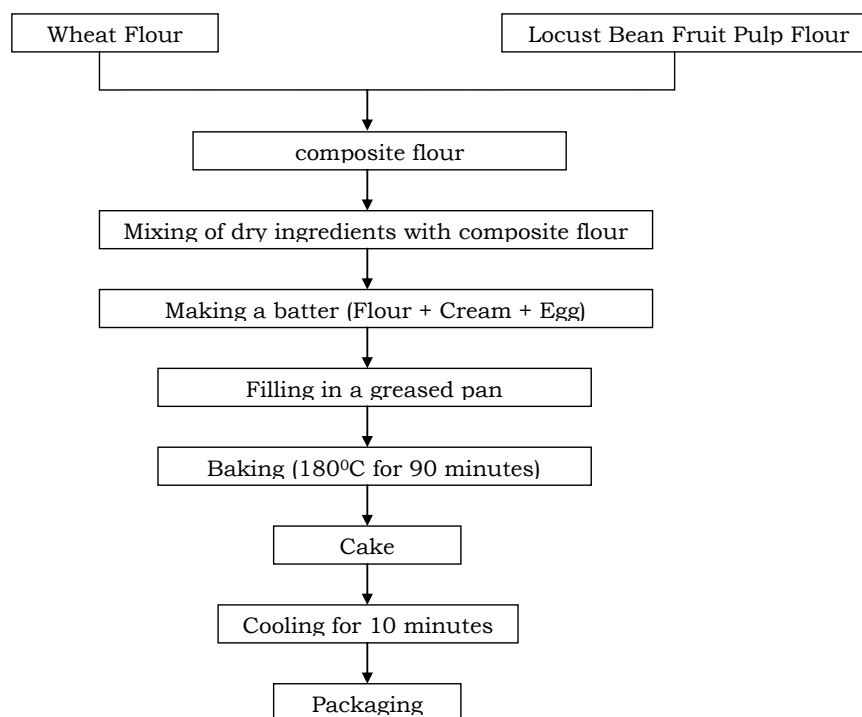 Wheat Flour
Locust Bean Fruit Pulp Flour
composite flour
Mixing of dry ingredients with composite flour
Making a batter (Flour + Cream + Egg)
Filling in a greased pan
Baking (180⁰C for 90 minutes)
Cake
Cooling for 10 minutes
Packaging